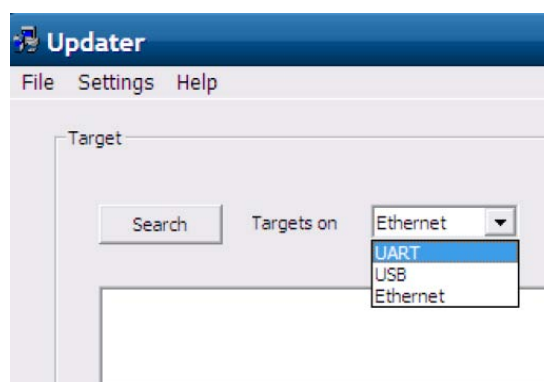 Updater
File Settings Help
Target
Search Targets on Ethernet
UART
USB
Ethernet